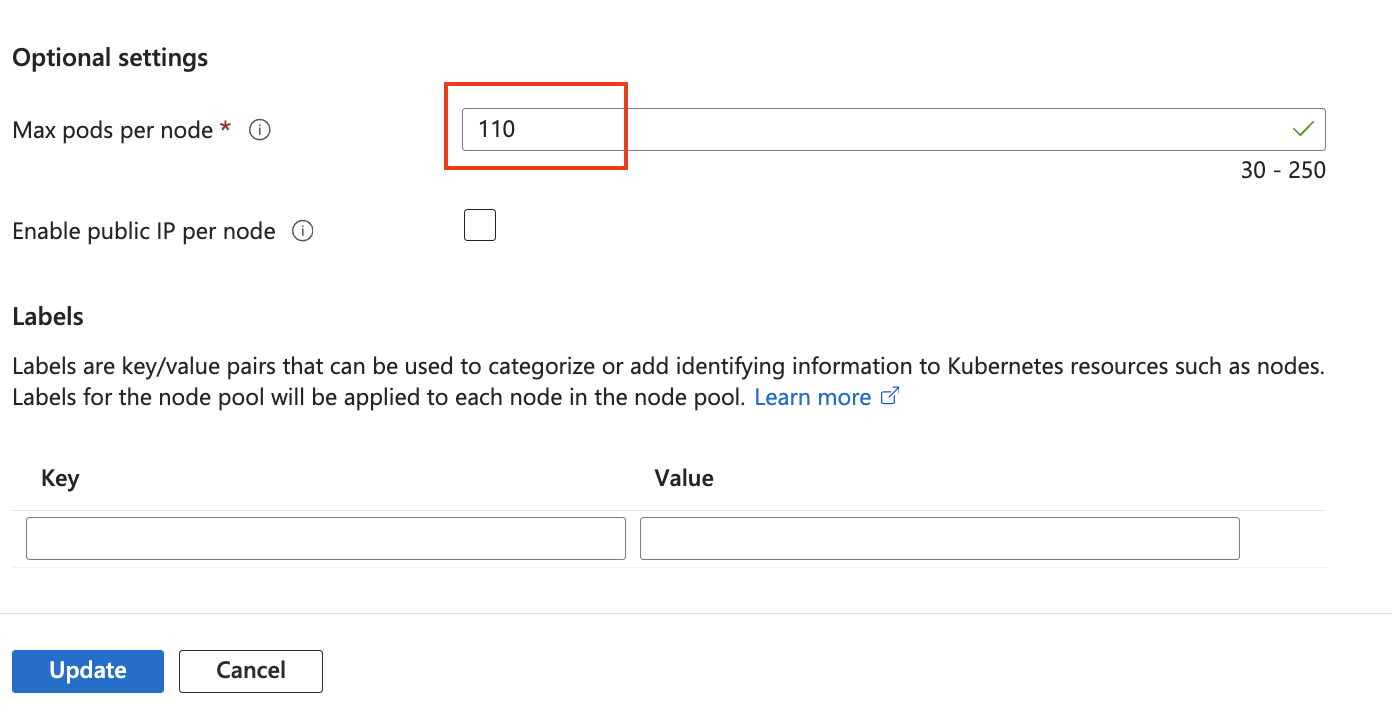 Optional settings
Max pods per node *
110
30 - 250
Enable public IP per node
Labels
Labels are key/value pairs that can be used to categorize or add identifying information to Kubernetes resources such as nodes.
Labels for the node pool will be applied to each node in the node pool. Learn more
Key Value
Update Cancel